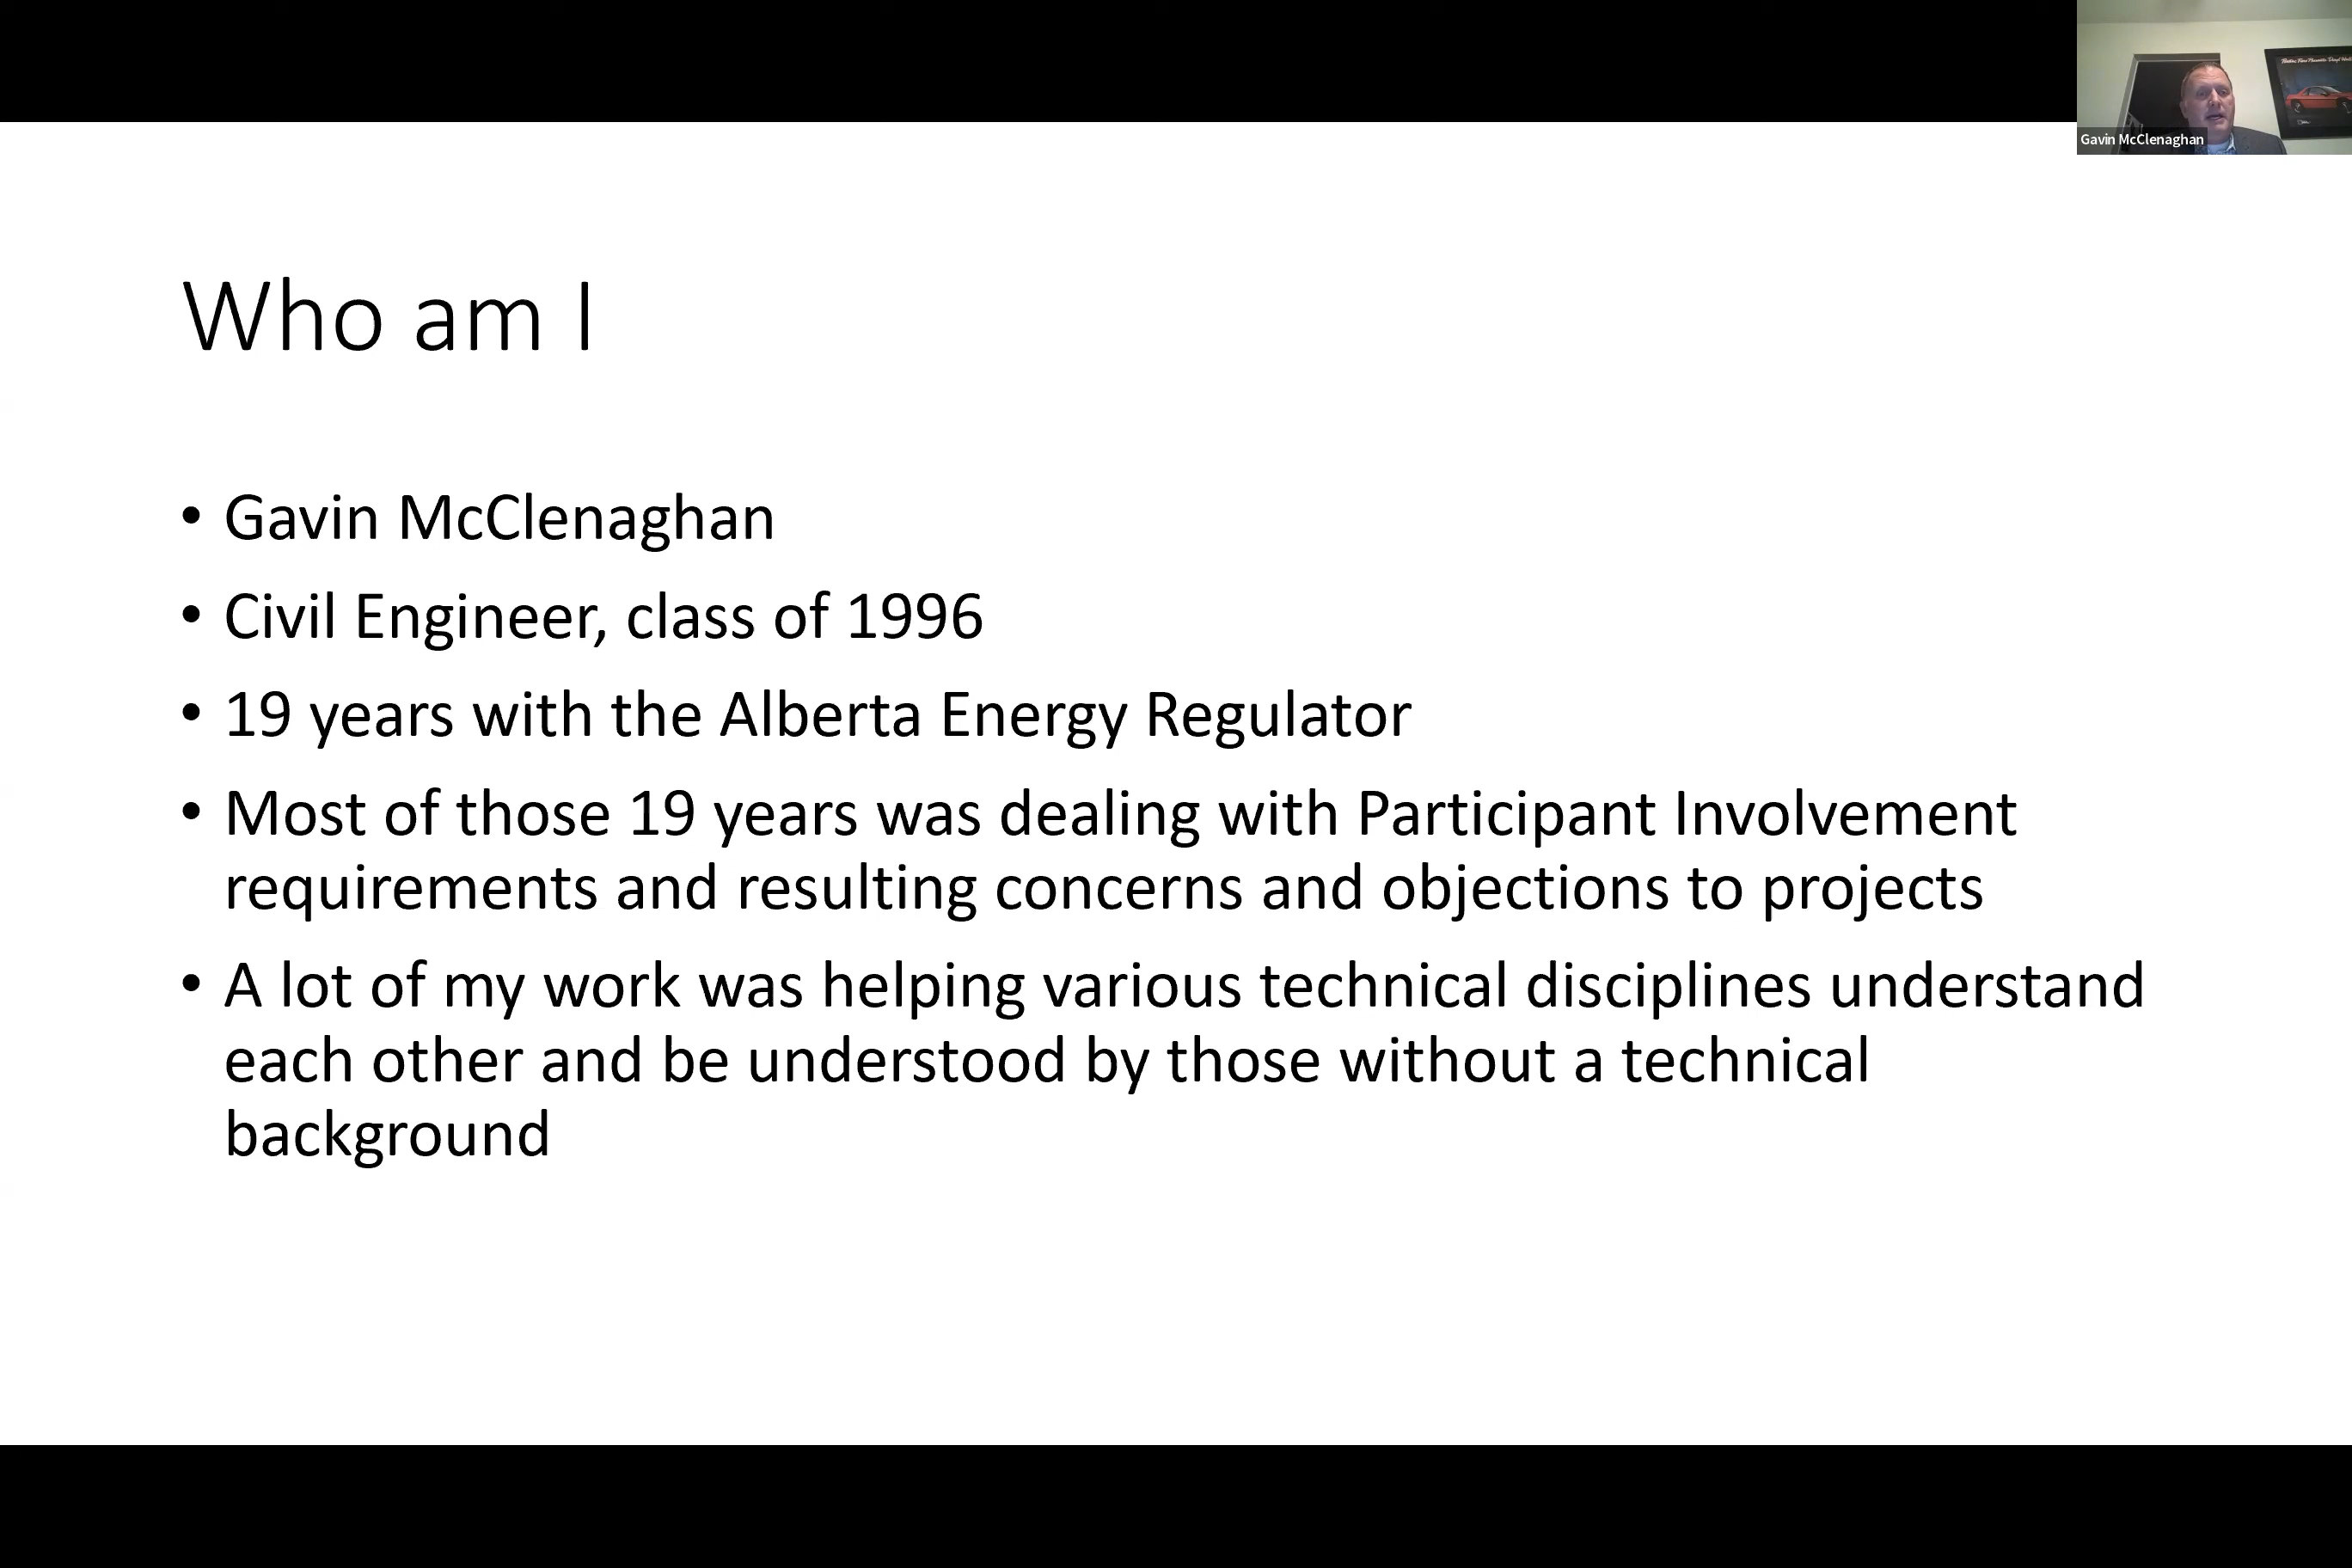 Gavin McClenaghan
Who am I
• Gavin McClenaghan
• Civil Engineer, class of 1996
• 19 years with the Alberta Energy Regulator
• Most of those 19 years was dealing with Participant Involvement
requirements and resulting concerns and objections to projects
• A lot of my work was helping various technical disciplines understand
each other and be understood by those without a technical
background